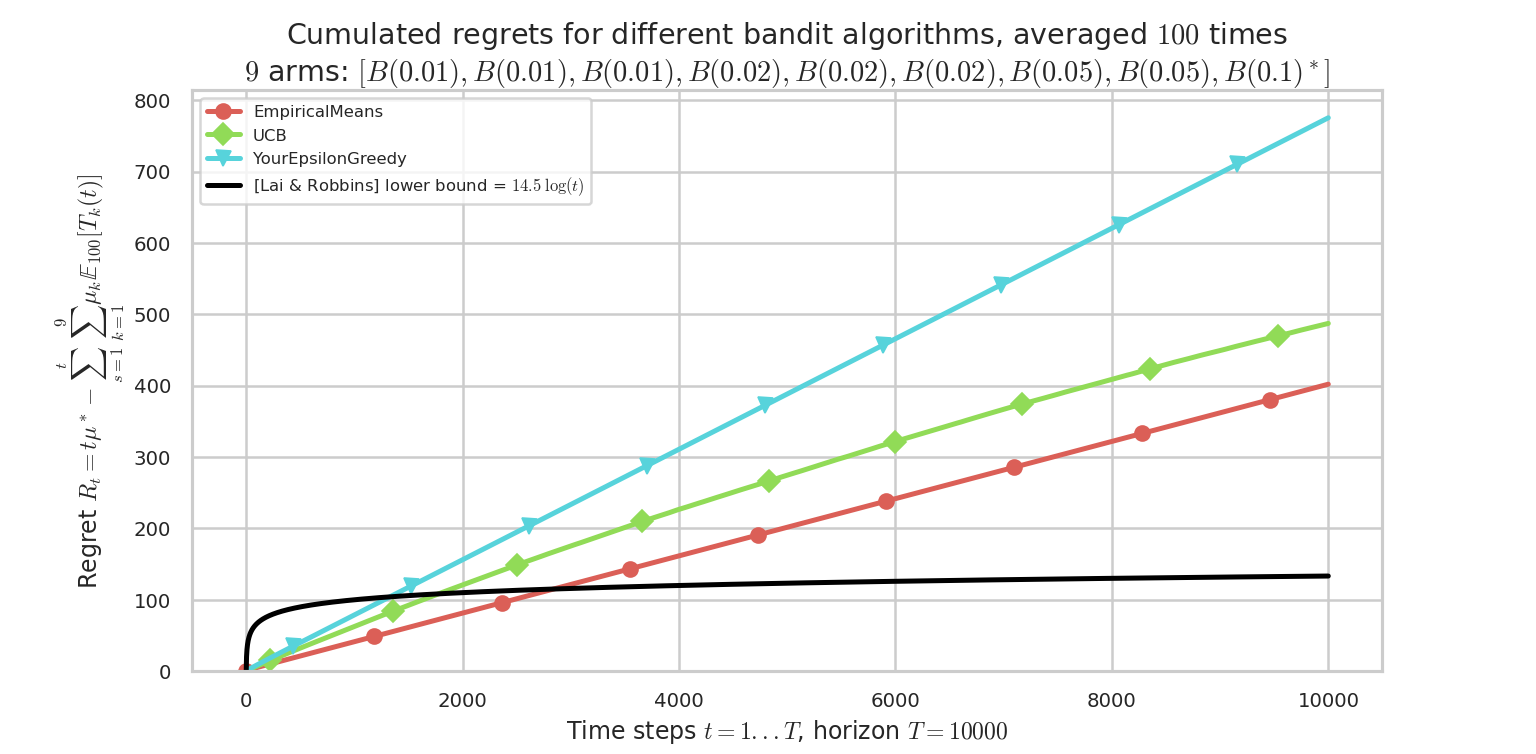 Cumulated regrets for different bandit algorithms, averaged 100 times
9 arms: [B(0.01), B(0.01), B(0.01), B(0.02), B(0.02), B(0.02), B(0.05), B(0.05), B(0.1)*]
EmpiricalMeans
UCB
YourEpsilonGreedy
[Lai & Robbins] lower bound = 14.5 log(t)
Regret R_t = tμ* − ∑_{s=1}^{t} ∑_{k=1}^{9} μ_k 𝔼_{100}[T_k(t)]
800
700
600
500
400
300
200
100
0
0 2000 4000 6000 8000 10000
Time steps t = 1...T, horizon T = 10000